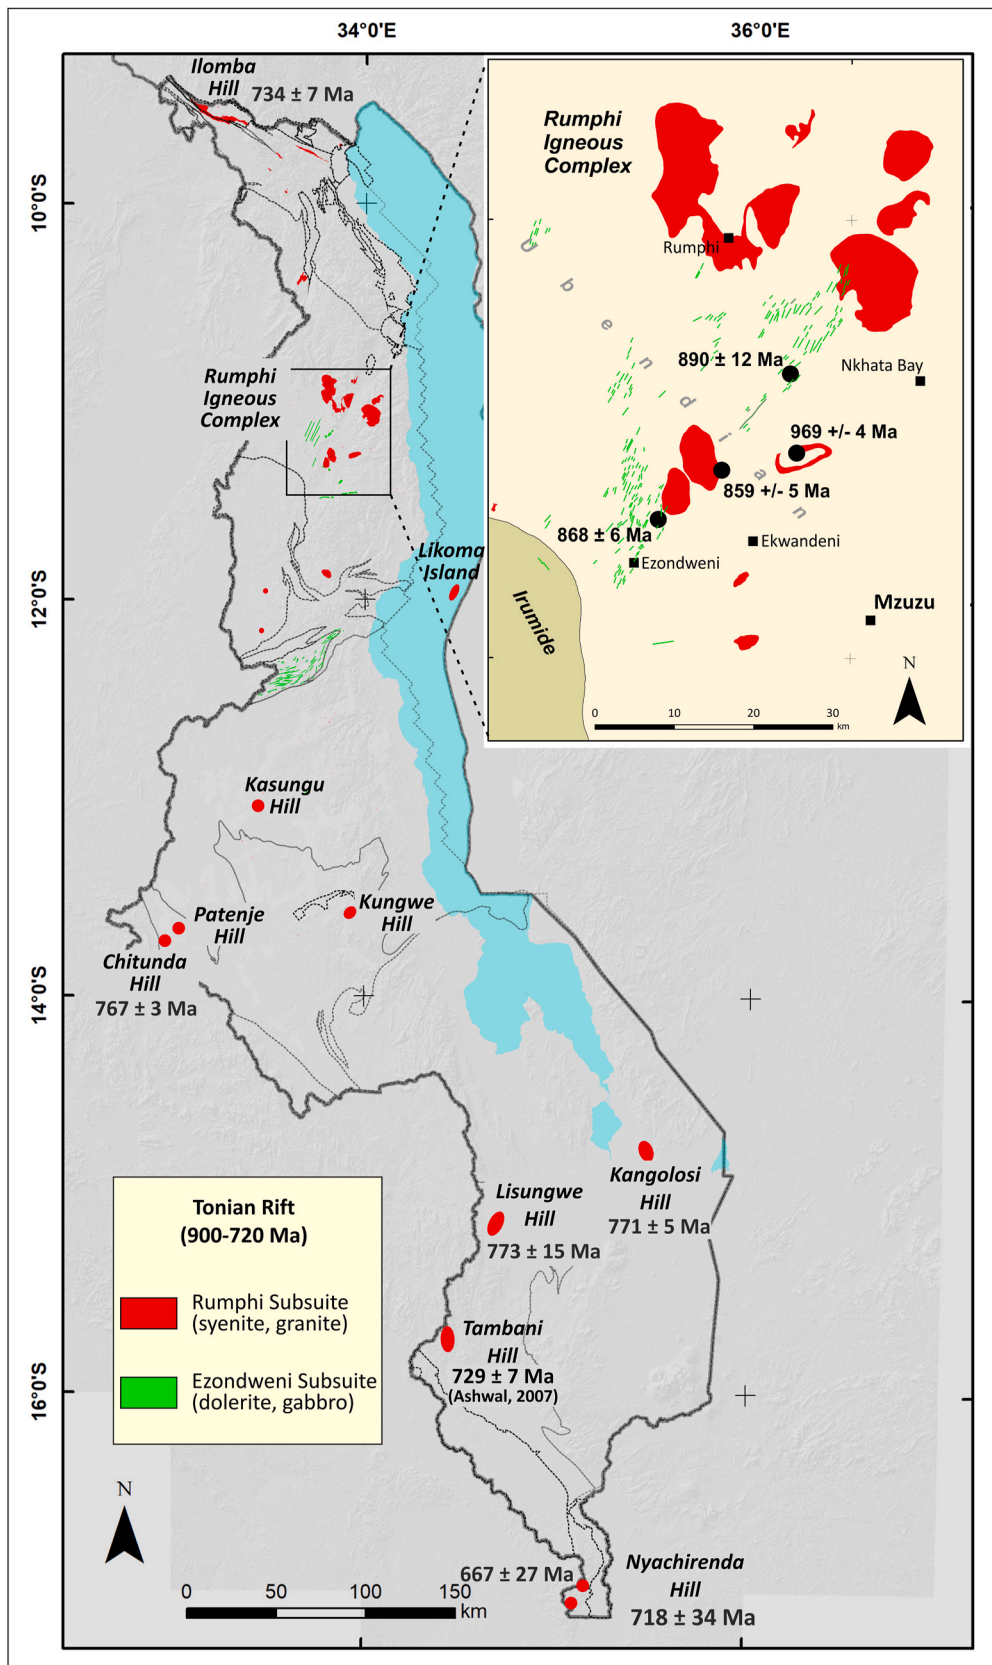 34°0'E
36°0'E
10°0'S
12°0'S
14°0'S
16°0'S
Ilomba
Hill
734 ± 7 Ma
Rumphi
Igneous
Complex
Likoma
Island
Kasungu
Hill
Kungwe
Hill
Patenje
Hill
Chitunda
Hill
767 ± 3 Ma
Kangolosi
Hill
771 ± 5 Ma
Lisungwe
Hill
773 ± 15 Ma
Tambani
Hill
729 ± 7 Ma
(Ashwal, 2007)
667 ± 27 Ma
Nyachirenda
Hill
718 ± 34 Ma
Rumphi
Igneous
Complex
Rumphi
Ubendian
890 ± 12 Ma
Nkhata Bay
969 +/- 4 Ma
859 +/- 5 Ma
868 ± 6 Ma
Ekwandeni
Ezondweni
Irumide
Mzuzu
N
0 10 20 30
km
Tonian Rift
(900-720 Ma)
Rumphi Subsuite
(syenite, granite)
Ezondweni Subsuite
(dolerite, gabbro)
N
0 50 100 150
km